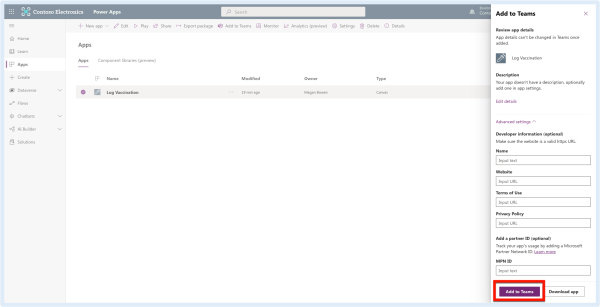 Contoso Electronics Power Apps
Search
New app Edit Play Share Export package Add to Teams Monitor Analytics (preview) Settings Delete Details
Home
Learn
Apps
Create
Dataverse
Flows
Chatbots
AI Builder
Solutions
Apps
Apps Component libraries (preview)
Name Modified Owner Type
Log Vaccination Megan Bowen Canvas
Add to Teams
Review app details
App details can't be changed in Teams once
added.
Log Vaccination
Description
Your app doesn't have a description, optionally
add one in app settings.
Edit details
Advanced settings
Developer information (optional)
Make sure the website is a valid https URL.
Name
Input text
Website
Input URL
Terms of Use
Input URL
Privacy Policy
Input URL
Add a partner ID (optional)
Track your app's usage by adding a Microsoft
Partner Network ID. Learn more
MPN ID
Input text
Add to Teams Download app